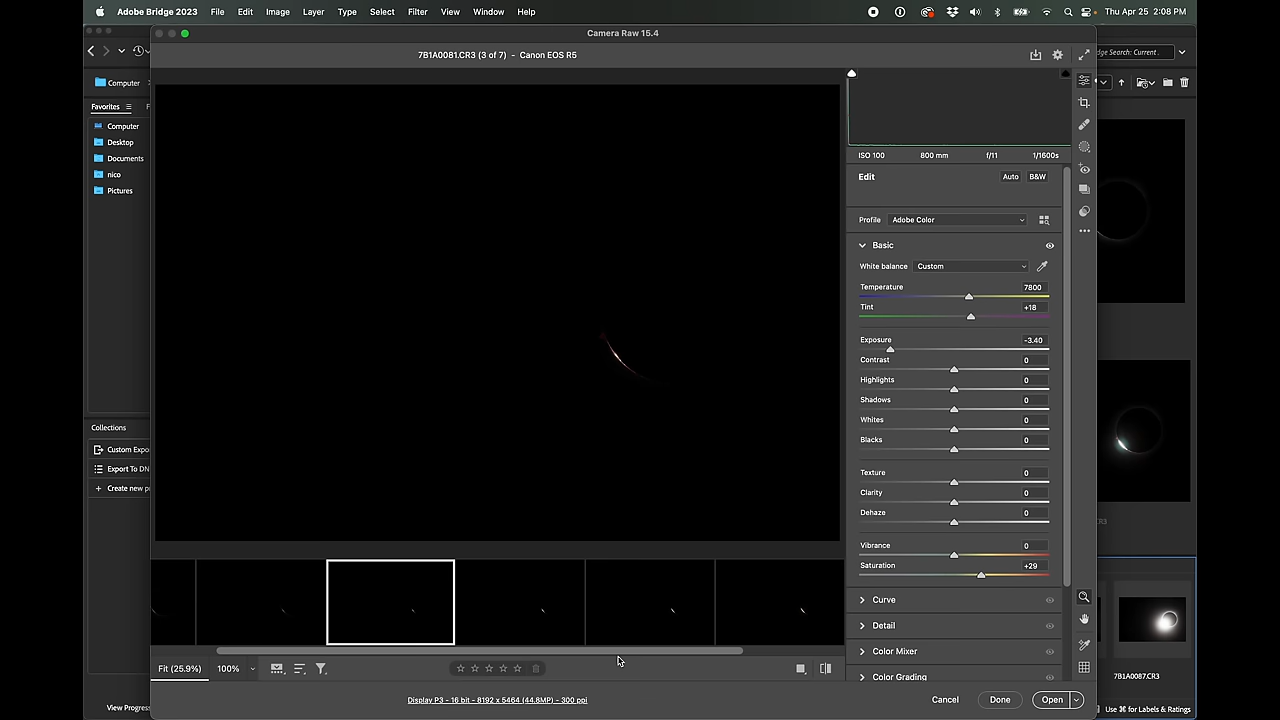 Adobe Bridge 2023 File Edit Image Layer Type Select Filter View Window Help Thu Apr 25 2:08 PM
Camera Raw 15.4
7B1A0081.CR3 (3 of 7) - Canon EOS R5
dge Search: Current
Computer
Favorites
Computer
Desktop
Documents
nico
Pictures
Collections
Custom Expo
Export To DN
Create new p
View Progress
ISO 100 800 mm f/11 1/1600s
Edit Auto B&W
Profile Adobe Color
Basic
White balance Custom
Temperature 7800
Tint +18
Exposure -3.40
Contrast 0
Highlights 0
Shadows 0
Whites 0
Blacks 0
Texture 0
Clarity 0
Dehaze 0
Vibrance 0
Saturation +29
Curve
Detail
Color Mixer
Color Grading
Fit (25.9%) 100%
Display P3 - 16 bit - 8192 x 5464 (44.8MP) - 300 ppi
Cancel Done Open
CR3
7B1A0087.CR3
Use ⌘ for Labels & Ratings